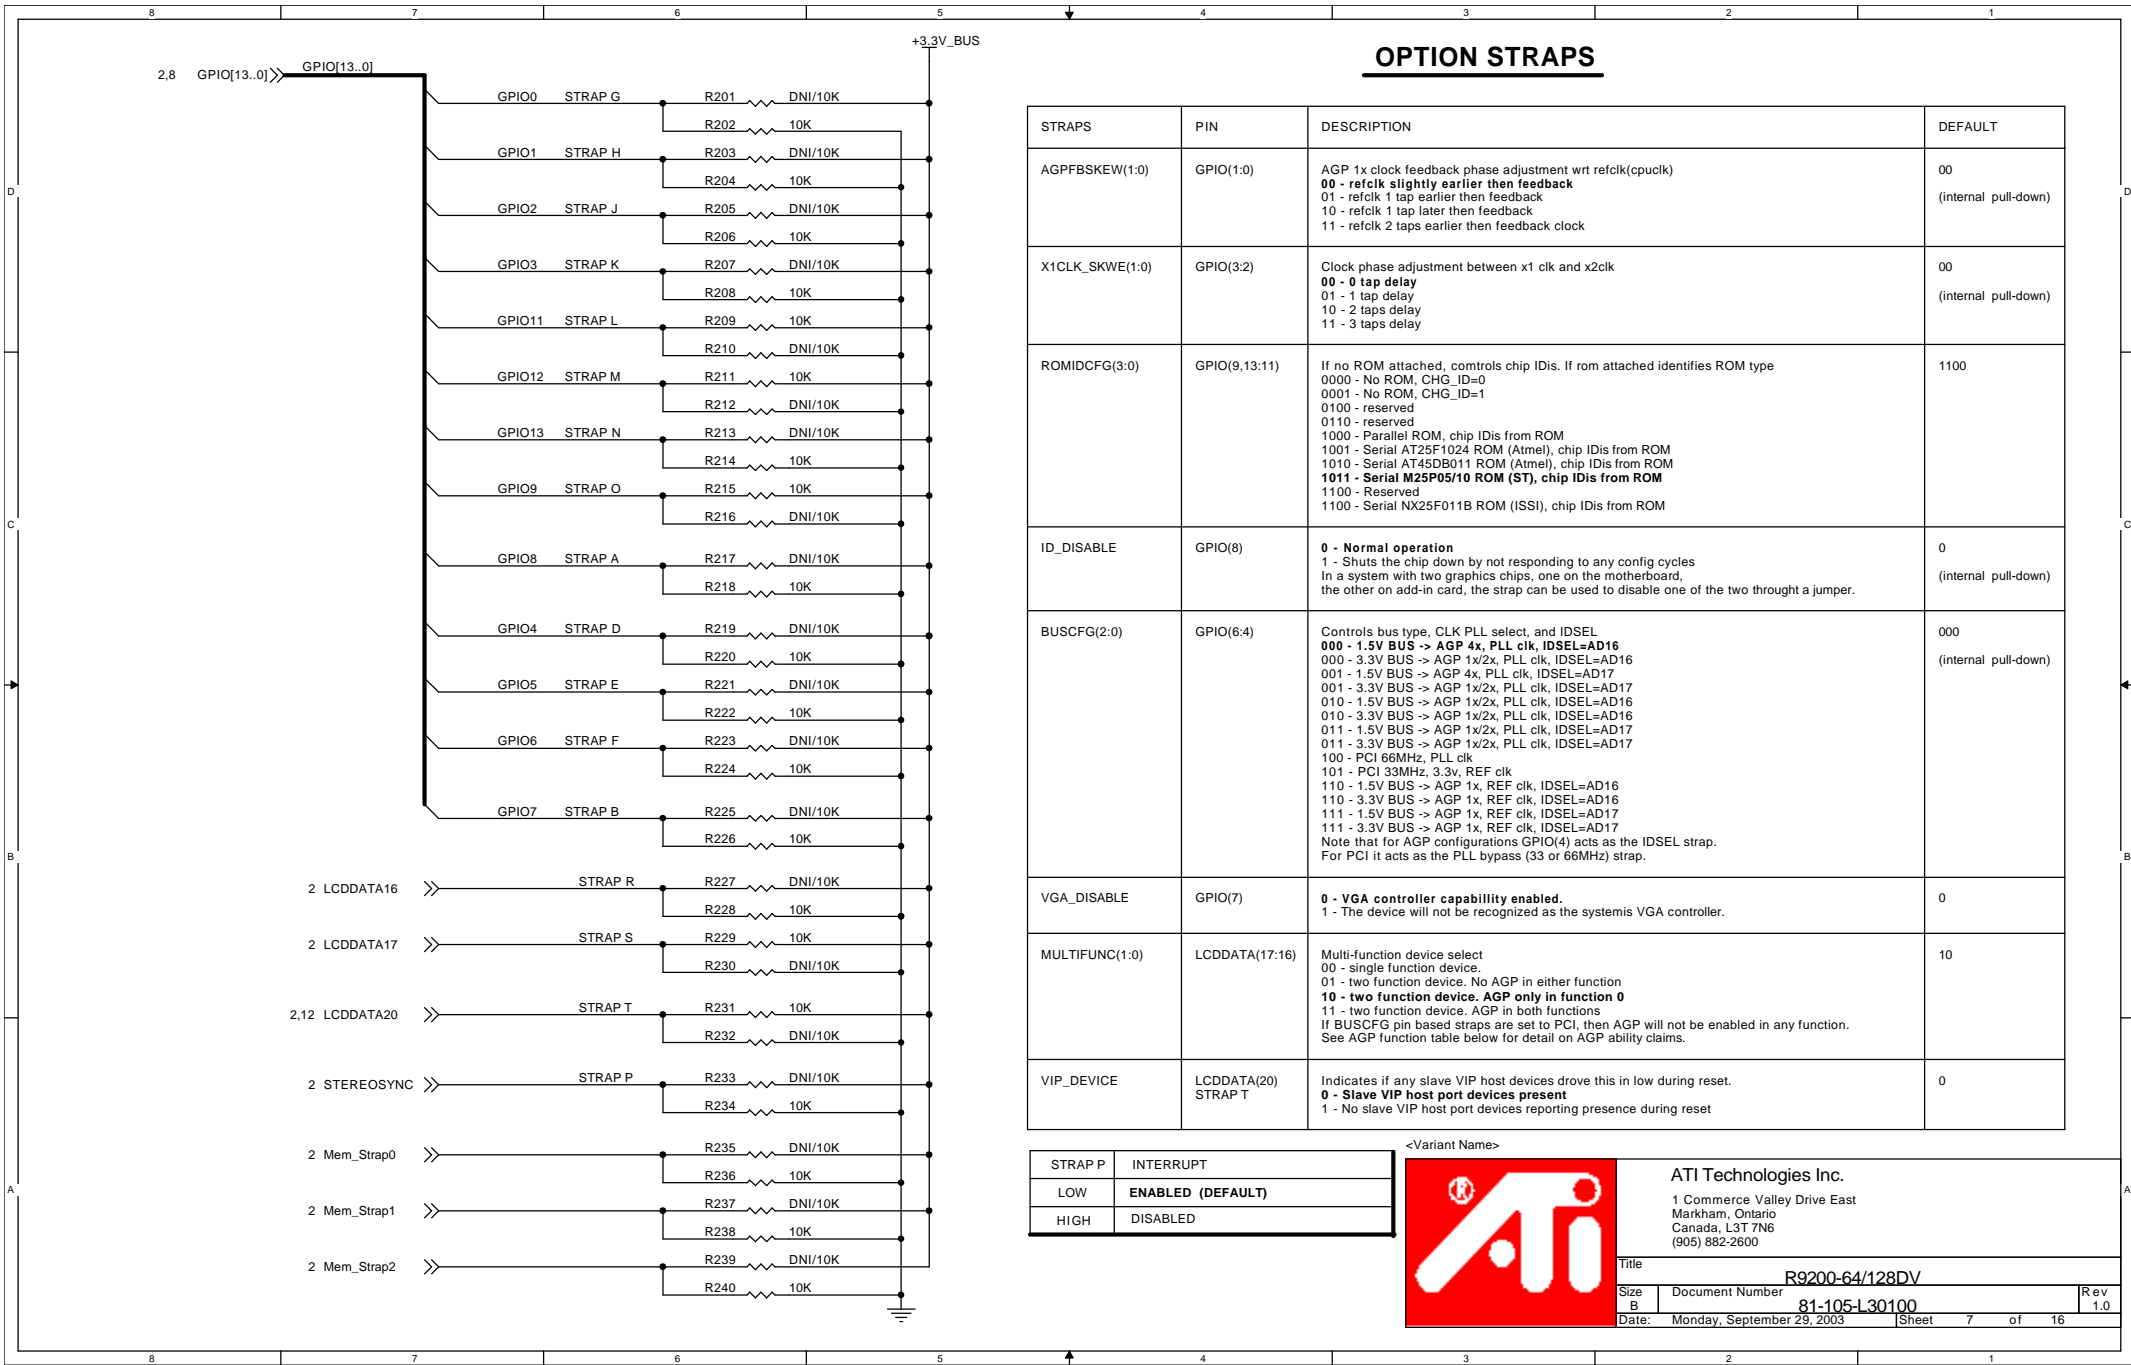 8 7 6 5 4 3 2 1
+3.3V_BUS
OPTION STRAPS
2,8 GPIO[13..0] GPIO[13..0]
GPIO0 STRAP G R201 DNI/10K
R202 10K
GPIO1 STRAP H R203 DNI/10K
R204 10K
GPIO2 STRAP J R205 DNI/10K
R206 10K
GPIO3 STRAP K R207 DNI/10K
R208 10K
GPIO11 STRAP L R209 10K
R210 DNI/10K
GPIO12 STRAP M R211 10K
R212 DNI/10K
GPIO13 STRAP N R213 DNI/10K
R214 10K
GPIO9 STRAP O R215 10K
R216 DNI/10K
GPIO8 STRAP A R217 DNI/10K
R218 10K
GPIO4 STRAP D R219 DNI/10K
R220 10K
GPIO5 STRAP E R221 DNI/10K
R222 10K
GPIO6 STRAP F R223 DNI/10K
R224 10K
GPIO7 STRAP B R225 DNI/10K
R226 10K
2 LCDDATA16 STRAP R R227 DNI/10K
R228 10K
2 LCDDATA17 STRAP S R229 10K
R230 DNI/10K
2,12 LCDDATA20 STRAP T R231 10K
R232 DNI/10K
2 STEREOSYNC STRAP P R233 DNI/10K
R234 10K
2 Mem_Strap0 R235 DNI/10K
R236 10K
2 Mem_Strap1 R237 DNI/10K
R238 10K
2 Mem_Strap2 R239 DNI/10K
R240 10K
D D
C C
B B
A A
STRAPS PIN DESCRIPTION DEFAULT
AGPFBSKEW(1:0) GPIO(1:0) AGP 1x clock feedback phase adjustment wrt refclk(cpuclk) 00
00 - refclk slightly earlier then feedback
01 - refclk 1 tap earlier then feedback (internal pull-down)
10 - refclk 1 tap later then feedback
11 - refclk 2 taps earlier then feedback clock
X1CLK_SKWE(1:0) GPIO(3:2) Clock phase adjustment between x1 clk and x2clk 00
00 - 0 tap delay
01 - 1 tap delay (internal pull-down)
10 - 2 taps delay
11 - 3 taps delay
ROMIDCFG(3:0) GPIO(9,13:11) If no ROM attached, comtrols chip IDis. If rom attached identifies ROM type 1100
0000 - No ROM, CHG_ID=0
0001 - No ROM, CHG_ID=1
0100 - reserved
0110 - reserved
1000 - Parallel ROM, chip IDis from ROM
1001 - Serial AT25F1024 ROM (Atmel), chip IDis from ROM
1010 - Serial AT45DB011 ROM (Atmel), chip IDis from ROM
1011 - Serial M25P05/10 ROM (ST), chip IDis from ROM
1100 - Reserved
1100 - Serial NX25F011B ROM (ISSI), chip IDis from ROM
ID_DISABLE GPIO(8) 0 - Normal operation 0
1 - Shuts the chip down by not responding to any config cycles
In a system with two graphics chips, one on the motherboard, (internal pull-down)
the other on add-in card, the strap can be used to disable one of the two throught a jumper.
BUSCFG(2:0) GPIO(6:4) Controls bus type, CLK PLL select, and IDSEL 000
000 - 1.5V BUS -> AGP 4x, PLL clk, IDSEL=AD16
000 - 3.3V BUS -> AGP 1x/2x, PLL clk, IDSEL=AD16 (internal pull-down)
001 - 1.5V BUS -> AGP 4x, PLL clk, IDSEL=AD17
001 - 3.3V BUS -> AGP 1x/2x, PLL clk, IDSEL=AD17
010 - 1.5V BUS -> AGP 1x/2x, PLL clk, IDSEL=AD16
010 - 3.3V BUS -> AGP 1x/2x, PLL clk, IDSEL=AD16
011 - 1.5V BUS -> AGP 1x/2x, PLL clk, IDSEL=AD17
011 - 3.3V BUS -> AGP 1x/2x, PLL clk, IDSEL=AD17
100 - PCI 66MHz, PLL clk
101 - PCI 33MHz, 3.3v, REF clk
110 - 1.5V BUS -> AGP 1x, REF clk, IDSEL=AD16
110 - 3.3V BUS -> AGP 1x, REF clk, IDSEL=AD16
111 - 1.5V BUS -> AGP 1x, REF clk, IDSEL=AD17
111 - 3.3V BUS -> AGP 1x, REF clk, IDSEL=AD17
Note that for AGP configurations GPIO(4) acts as the IDSEL strap.
For PCI it acts as the PLL bypass (33 or 66MHz) strap.
VGA_DISABLE GPIO(7) 0 - VGA controller capabillity enabled. 0
1 - The device will not be recognized as the systemis VGA controller.
MULTIFUNC(1:0) LCDDATA(17:16) Multi-function device select 10
00 - single function device.
01 - two function device. No AGP in either function
10 - two function device. AGP only in function 0
11 - two function device. AGP in both functions
If BUSCFG pin based straps are set to PCI, then AGP will not be enabled in any function.
See AGP function table below for detail on AGP ability claims.
VIP_DEVICE LCDDATA(20) Indicates if any slave VIP host devices drove this in low during reset. 0
STRAP T 0 - Slave VIP host port devices present
1 - No slave VIP host port devices reporting presence during reset
STRAP P INTERRUPT
LOW ENABLED (DEFAULT)
HIGH DISABLED
<Variant Name>
ATI ®
ATI Technologies Inc.
1 Commerce Valley Drive East
Markham, Ontario
Canada, L3T 7N6
(905) 882-2600
Title
R9200-64/128DV
Size Document Number Rev
B 81-105-L30100 1.0
Date: Monday, September 29, 2003 Sheet 7 of 16
8 7 6 5 4 3 2 1